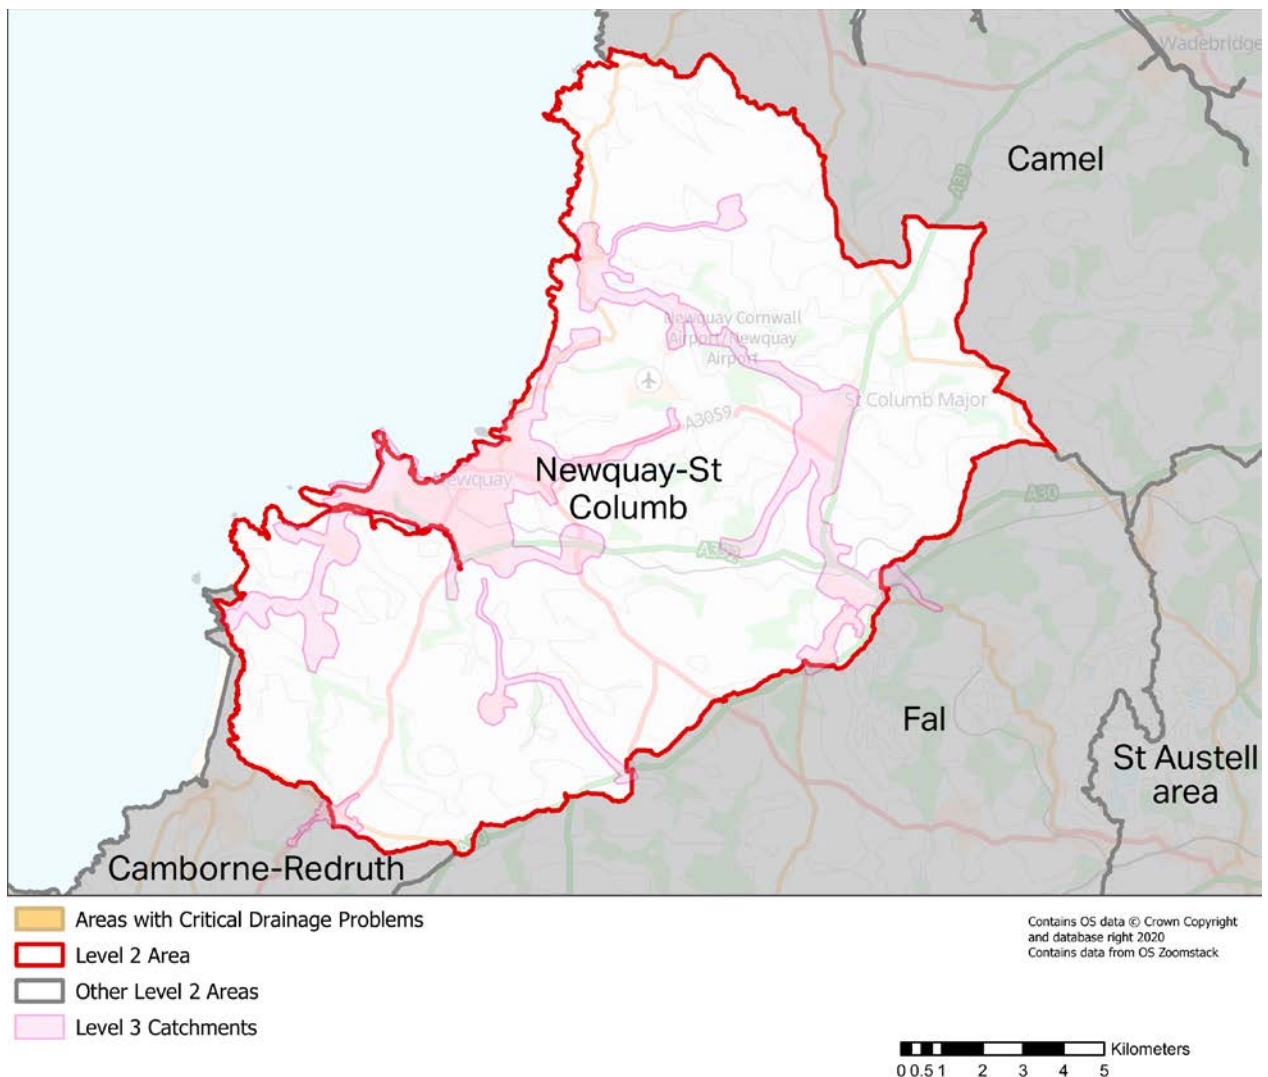 Wadebridge
Camel
A39
Newquay Cornwall
Airport/Newquay
Airport
St Columb Major
A3059
Newquay-St
Columb
Newquay
A30
A392
Fal
St Austell
area
A30
Camborne-Redruth
Areas with Critical Drainage Problems
Level 2 Area
Other Level 2 Areas
Level 3 Catchments
Contains OS data © Crown Copyright
and database right 2020
Contains data from OS Zoomstack
Kilometers
0 0.5 1 2 3 4 5